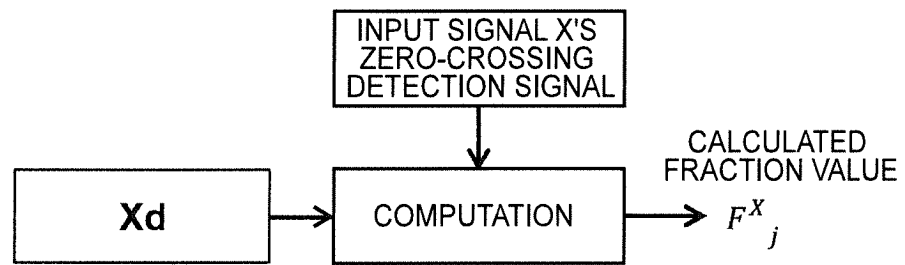 INPUT SIGNAL X'S
ZERO-CROSSING
DETECTION SIGNAL
CALCULATED
FRACTION VALUE
Xd
COMPUTATION
F^X_j